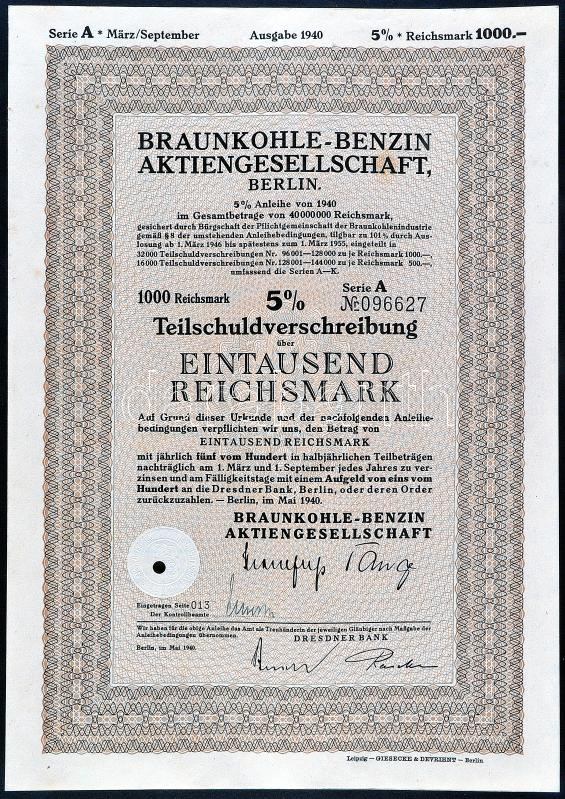 Serie A * März/September Ausgabe 1940 5% * Reichsmark 1000.—
BRAUNKOHLE-BENZIN
AKTIENGESELLSCHAFT,
BERLIN.
5% Anleihe von 1940
im Gesamtbetrage von 40000000 Reichsmark,
gesichert durch Bürgschaft der Pflichtgemeinschaft der Braunkohlenindustrie
gemäß § 8 der umstehenden Anleihebedingungen, tilgbar zu 101% durch Aus-
losung ab 1. März 1946 bis spätestens zum 1. März 1955, eingeteilt in
32000 Teilschuldverschreibungen Nr. 96001—128000 zu je Reichsmark 1000.—,
16000 Teilschuldverschreibungen Nr. 128001—144000 zu je Reichsmark 500.—,
umfassend die Serien A—K.
1000 Reichsmark 5% Serie A
№ 096627
Teilschuldverschreibung
über
EINTAUSEND
REICHSMARK
Auf Grund dieser Urkunde und der nachfolgenden Anleihe-
bedingungen verpflichten wir uns, den Betrag von
EINTAUSEND REICHSMARK
mit jährlich fünf vom Hundert in halbjährlichen Teilbeträgen
nachträglich am 1. März und 1. September jedes Jahres zu ver-
zinsen und am Fälligkeitstage mit einem Aufgeld von eins vom
Hundert an die Dresdner Bank, Berlin, oder deren Order
zurückzuzahlen. — Berlin, im Mai 1940.
BRAUNKOHLE-BENZIN
AKTIENGESELLSCHAFT
Eingetragen Seite 013
Der Kontrollbeamte
Wir haben für die obige Anleihe das Amt als Treuhänderin der jeweiligen Gläubiger nach Maßgabe der
Anleihebedingungen übernommen.
DRESDNER BANK
Berlin, im Mai 1940.
Leipzig — GIESECKE & DEVRIENT — Berlin